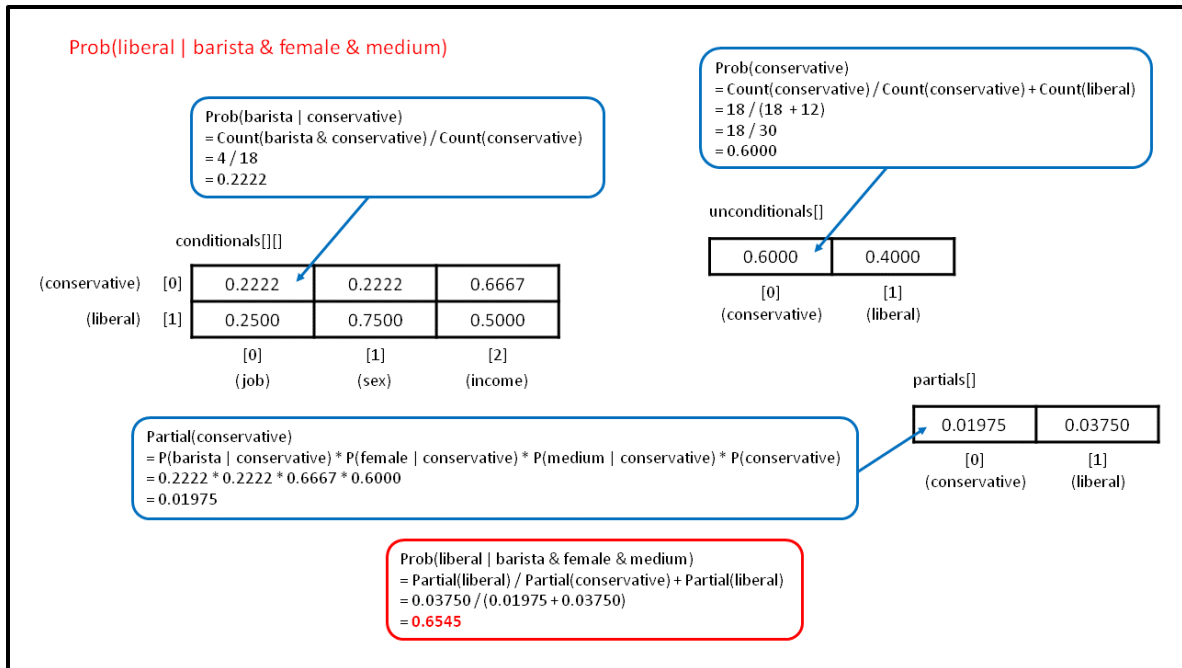 Prob(liberal | barista & female & medium)
Prob(conservative)
= Count(conservative) / Count(conservative) + Count(liberal)
= 18 / (18 + 12)
= 18 / 30
= 0.6000
Prob(barista | conservative)
= Count(barista & conservative) / Count(conservative)
= 4 / 18
= 0.2222
unconditionals[]
0.6000 0.4000
[0] [1]
(conservative) (liberal)
conditionals[][]
(conservative) [0] 0.2222 0.2222 0.6667
(liberal) [1] 0.2500 0.7500 0.5000
[0] [1] [2]
(job) (sex) (income)
partials[]
0.01975 0.03750
[0] [1]
(conservative) (liberal)
Partial(conservative)
= P(barista | conservative) * P(female | conservative) * P(medium | conservative) * P(conservative)
= 0.2222 * 0.2222 * 0.6667 * 0.6000
= 0.01975
Prob(liberal | barista & female & medium)
= Partial(liberal) / Partial(conservative) + Partial(liberal)
= 0.03750 / (0.01975 + 0.03750)
= 0.6545